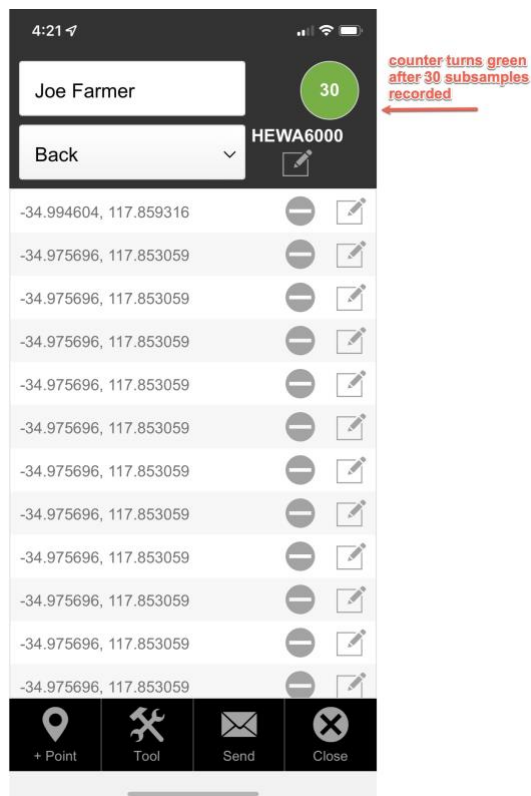 4:21
Joe Farmer
30
counter turns green
after 30 subsamples
recorded
Back
HEWA6000
-34.994604, 117.859316
-34.975696, 117.853059
-34.975696, 117.853059
-34.975696, 117.853059
-34.975696, 117.853059
-34.975696, 117.853059
-34.975696, 117.853059
-34.975696, 117.853059
-34.975696, 117.853059
-34.975696, 117.853059
-34.975696, 117.853059
-34.975696, 117.853059
+ Point Tool Send Close